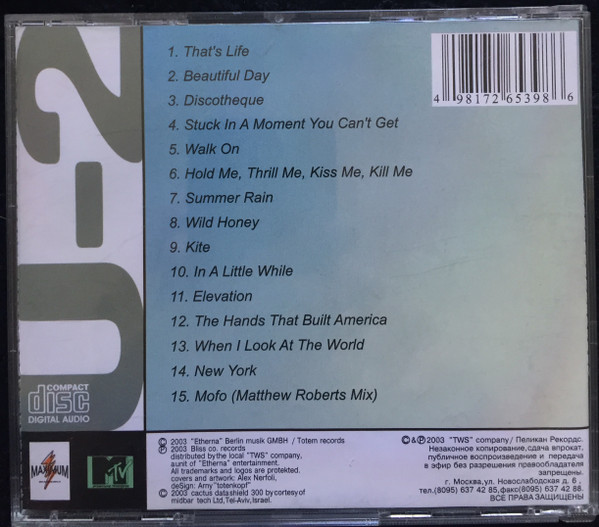 U-2
1. That's Life
2. Beautiful Day
3. Discotheque
4. Stuck In A Moment You Can't Get
5. Walk On
6. Hold Me, Thrill Me, Kiss Me, Kill Me
7. Summer Rain
8. Wild Honey
9. Kite
10. In A Little While
11. Elevation
12. The Hands That Built America
13. When I Look At The World
14. New York
15. Mofo (Matthew Roberts Mix)
4 98172 65398 6
COMPACT
disc
DIGITAL AUDIO
MAXIMUM
MTV
© 2003 "Etherna" Berlin musik GMBH / Totem records
℗ 2003 Bliss co. records
distributed by the local "TWS" company,
aunit of "Etherna" entertainment.
All trademarks and logos are protekted.
covers and artwork: Alex Nerfoli,
deSign: Army "totenkopf"
© 2003 cactus datashield 300 by cortesy of
midbar tech Ltd,Tel-Aviv,Israel.
©&℗2003 "TWS" company/ Пеликан Рекордс.
Незаконное копирование,сдача впрокат,
публичное воспроизведение и передача
в эфир без разрешения правообладателя
запрещены.
г. Москва,ул. Новослабодская д. 6 ,
тел.(8095) 637 42 85,факс(8095) 637 42 88.
ВСЕ ПРАВА ЗАЩИЩЕНЫ